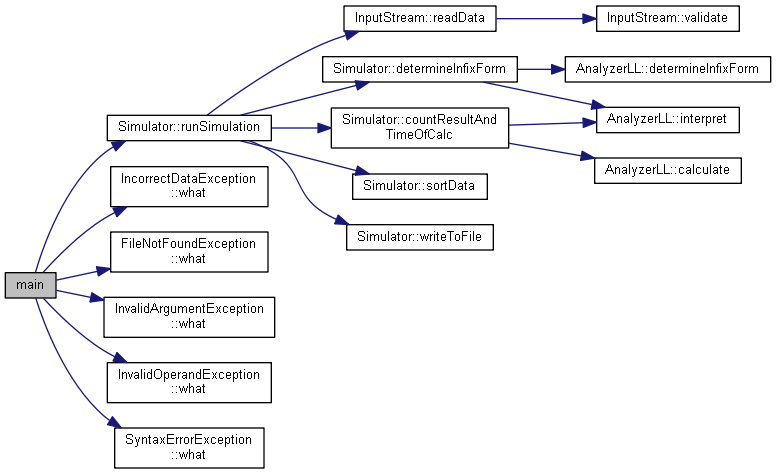 InputStream::readData
InputStream::validate
Simulator::determineInfixForm
AnalyzerLL::determineInfixForm
Simulator::runSimulation
Simulator::countResultAnd
TimeOfCalc
AnalyzerLL::interpret
AnalyzerLL::calculate
IncorrectDataException
::what
Simulator::sortData
Simulator::writeToFile
FileNotFoundException
::what
main
InvalidArgumentException
::what
InvalidOperandException
::what
SyntaxErrorException
::what